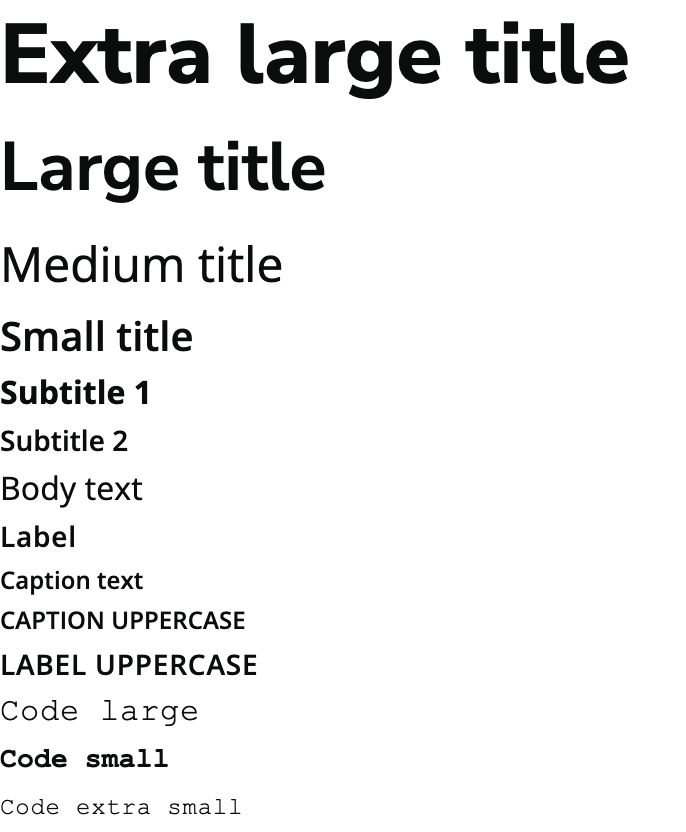 Extra large title
Large title
Medium title
Small title
Subtitle 1
Subtitle 2
Body text
Label
Caption text
CAPTION UPPERCASE
LABEL UPPERCASE
Code large
Code small
Code extra small